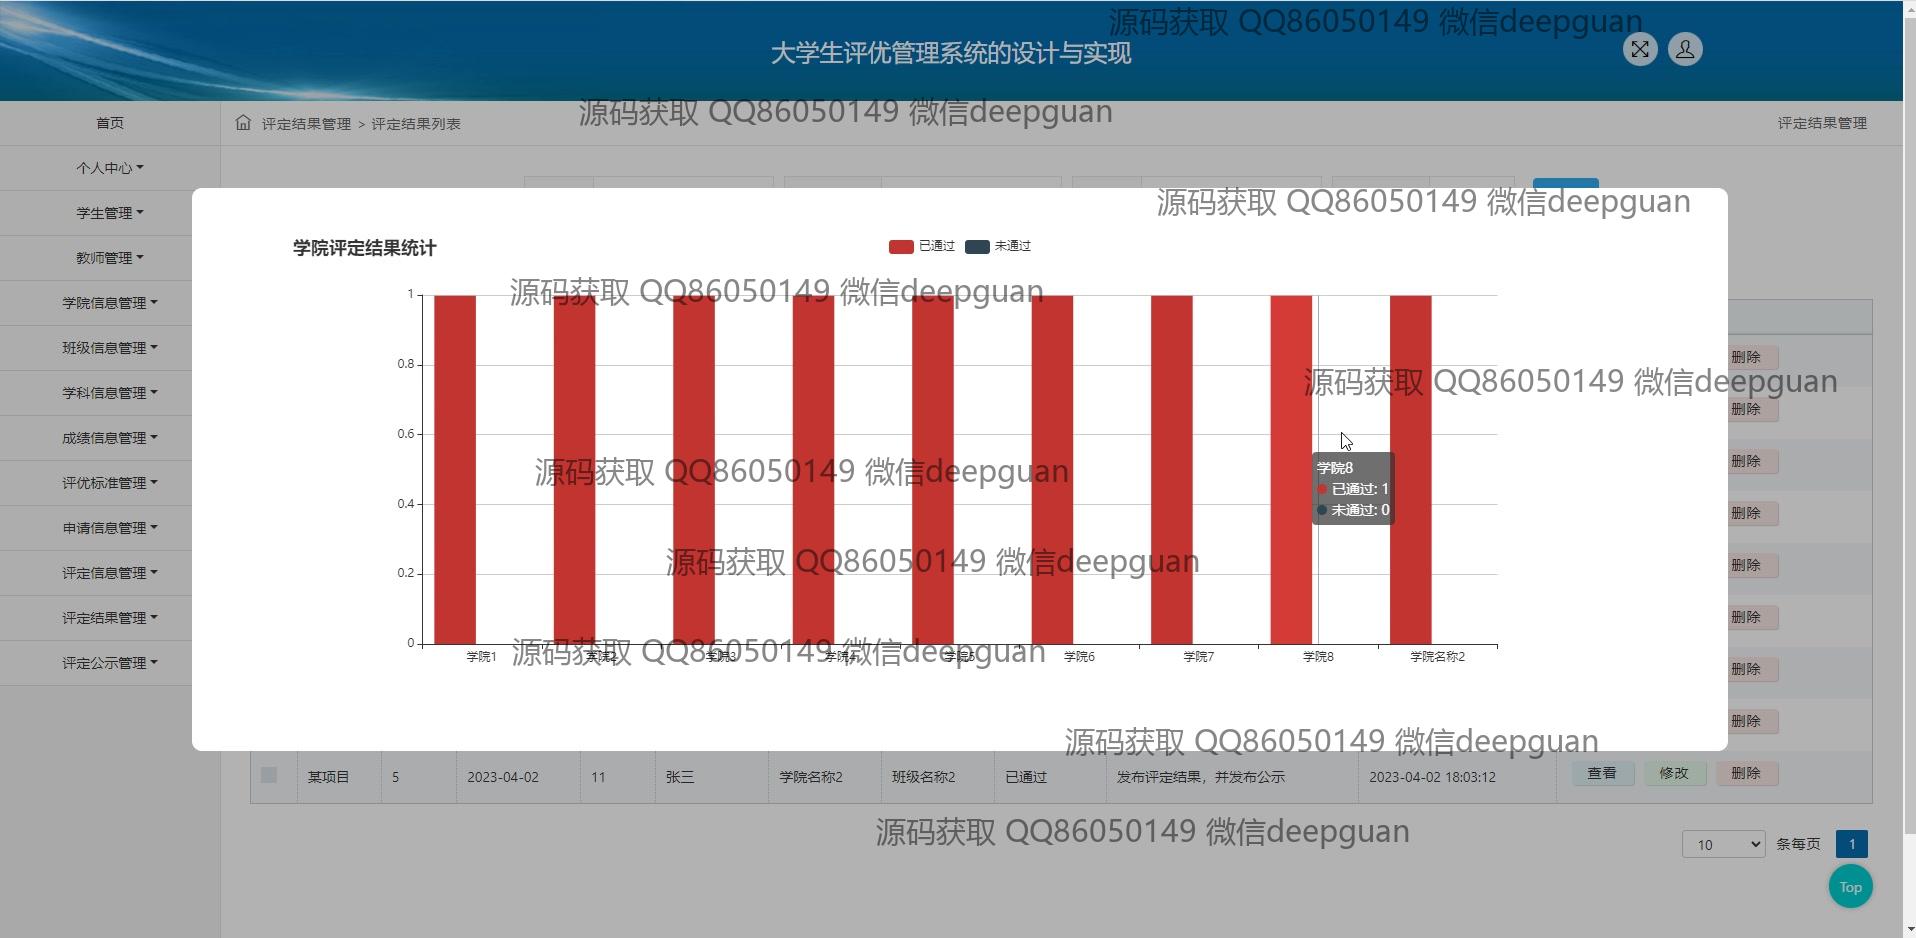 源码获取 QQ86050149 微信deepguan
大学生评优管理系统的设计与实现
源码获取 QQ86050149 微信deepguan
首页
评定结果管理 > 评定结果列表
评定结果管理
个人中心
学生管理
教师管理
学院信息管理
班级信息管理
学科信息管理
成绩信息管理
评优标准管理
申请信息管理
评定信息管理
评定结果管理
评定公示管理
源码获取 QQ86050149 微信deepguan
学院评定结果统计
已通过 未通过
源码获取 QQ86050149 微信deepguan
1
0.8
0.6
0.4
0.2
0
源码获取 QQ86050149 微信deepguan
源码获取 QQ86050149 微信deepguan
学院8
已通过: 1
未通过: 0
源码获取 QQ86050149 微信deepguan
源码获取 QQ86050149 微信deepguan
学院1 学院2 学院3 学院4 学院5 学院6 学院7 学院8 学院名称2
删除
删除
删除
删除
删除
删除
删除
删除
源码获取 QQ86050149 微信deepguan
某项目 5 2023-04-02 11 张三 学院名称2 班级名称2 已通过 发布评定结果，并发布公示 2023-04-02 18:03:12 查看 修改 删除
源码获取 QQ86050149 微信deepguan
10 条每页 1
Top